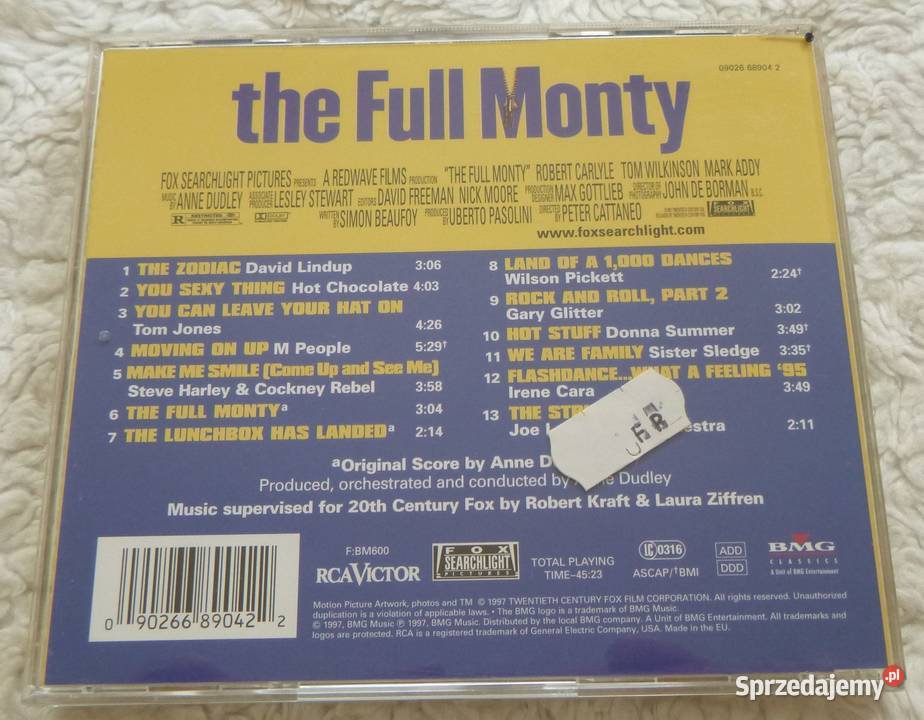 09026 68904 2
the Full Monty
FOX SEARCHLIGHT PICTURES PRESENTS A REDWAVE FILMS PRODUCTION "THE FULL MONTY" ROBERT CARLYLE TOM WILKINSON MARK ADDY
MUSIC BY ANNE DUDLEY ASSOCIATE PRODUCER LESLEY STEWART EDITORS DAVID FREEMAN NICK MOORE PRODUCTION DESIGNER MAX GOTTLIEB DIRECTOR OF PHOTOGRAPHY JOHN DE BORMAN B.S.C.
R RESTRICTED
WRITTEN BY SIMON BEAUFOY PRODUCED BY UBERTO PASOLINI DIRECTED BY PETER CATTANEO
FOX SEARCHLIGHT
www.foxsearchlight.com
1 THE ZODIAC David Lindup 3:06
2 YOU SEXY THING Hot Chocolate 4:03
3 YOU CAN LEAVE YOUR HAT ON
Tom Jones 4:26
4 MOVING ON UP M People 5:29†
5 MAKE ME SMILE (Come Up and See Me)
Steve Harley & Cockney Rebel 3:58
6 THE FULL MONTYª 3:04
7 THE LUNCHBOX HAS LANDEDª 2:14
8 LAND OF A 1,000 DANCES
Wilson Pickett 2:24†
9 ROCK AND ROLL, PART 2
Gary Glitter 3:02
10 HOT STUFF Donna Summer 3:49†
11 WE ARE FAMILY Sister Sledge 3:35†
12 FLASHDANCE...WHAT A FEELING '95
Irene Cara 3:49
13 THE
Joe 2:11
ªOriginal Score by Anne
Produced, orchestrated and conducted by Dudley
Music supervised for 20th Century Fox by Robert Kraft & Laura Ziffren
0 90266 89042 2
F:BM600
RCA VICTOR
FOX SEARCHLIGHT PICTURES
TOTAL PLAYING
TIME–45:23
LC 0316
ASCAP/†BMI
ADD
DDD
BMG
CLASSICS
A Unit of BMG Entertainment
Motion Picture Artwork, photos and TM © 1997 TWENTIETH CENTURY FOX FILM CORPORATION. All rights reserved. Unauthorized
duplication is a violation of applicable laws. • The BMG logo is a trademark of BMG Music.
© 1997, BMG Music ℗ 1997, BMG Music. Distributed by the local BMG company. A Unit of BMG Entertainment. All trademarks and
logos are protected. RCA is a registered trademark of General Electric Company, USA. Made in the EU.
Sprzedajemy.pl